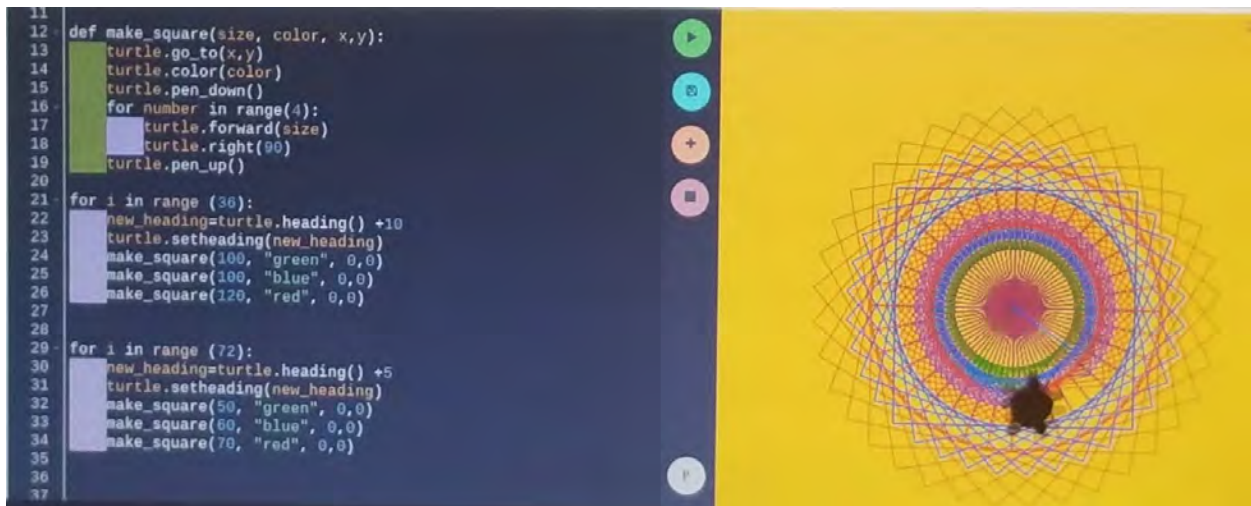 11
12 def make_square(size, color, x,y):
13 turtle.go_to(x,y)
14 turtle.color(color)
15 turtle.pen_down()
16 for number in range(4):
17 turtle.forward(size)
18 turtle.right(90)
19 turtle.pen_up()
20
21 for i in range (36):
22 new_heading=turtle.heading() +10
23 turtle.setheading(new_heading)
24 make_square(100, "green", 0,0)
25 make_square(100, "blue", 0,0)
26 make_square(120, "red", 0,0)
27
28
29 for i in range (72):
30 new_heading=turtle.heading() +5
31 turtle.setheading(new_heading)
32 make_square(50, "green", 0,0)
33 make_square(60, "blue", 0,0)
34 make_square(70, "red", 0,0)
35
36
37
P